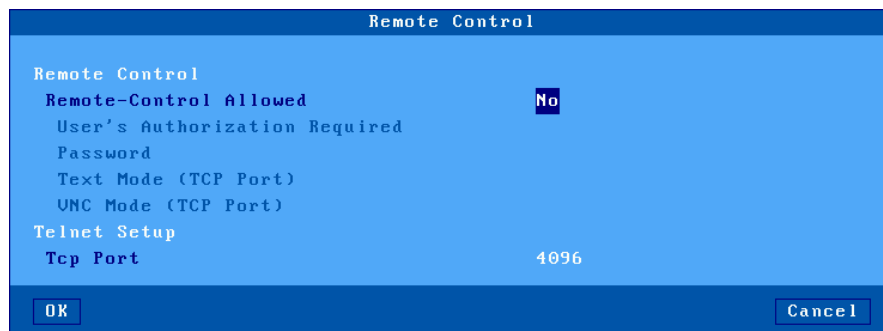 Remote Control
Remote Control
Remote-Control Allowed No
User's Authorization Required
Password
Text Mode (TCP Port)
VNC Mode (TCP Port)
Telnet Setup
Tcp Port 4096
OK Cancel